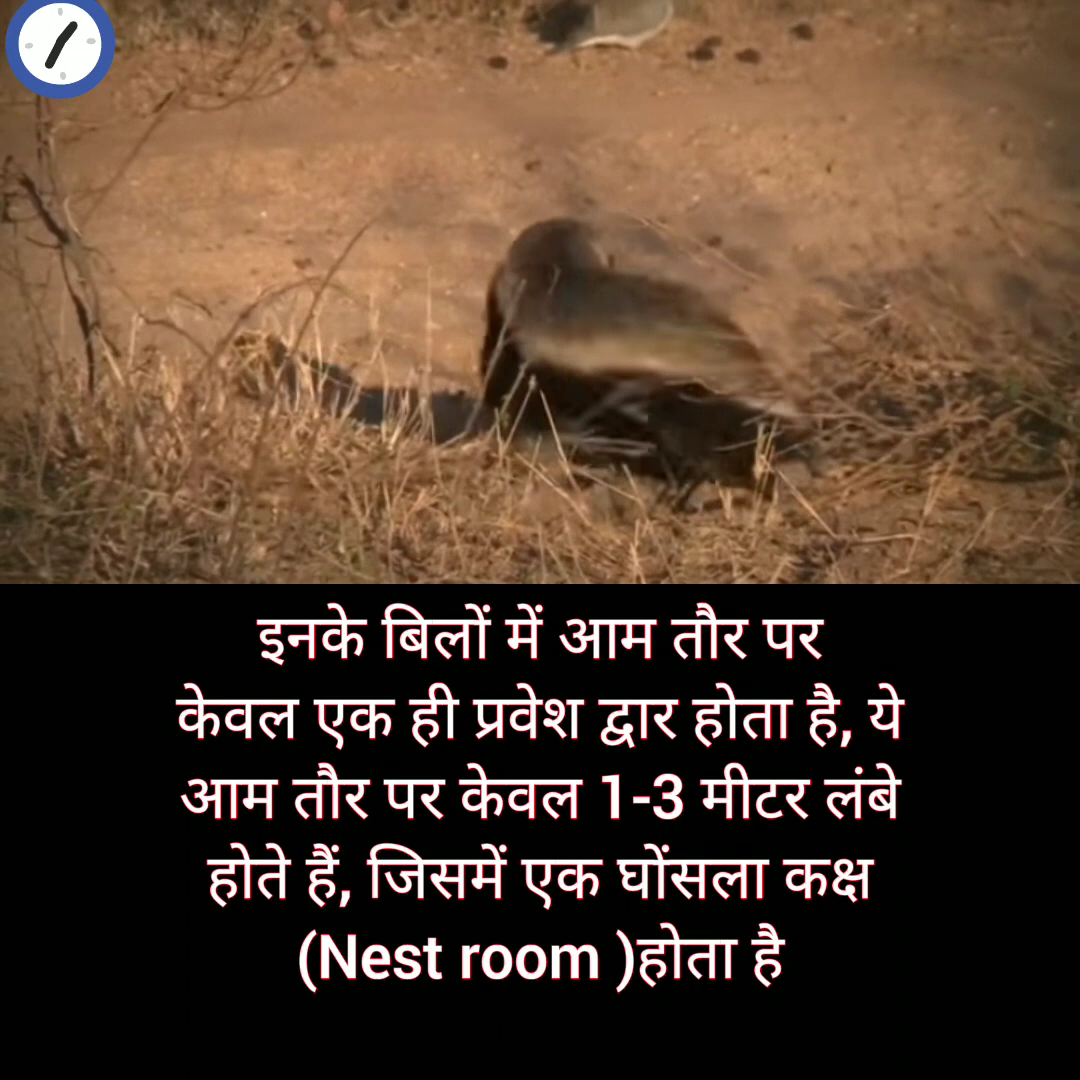 इनके बिलों में आम तौर पर
केवल एक ही प्रवेश द्वार होता है, ये
आम तौर पर केवल 1-3 मीटर लंबे
होते हैं, जिसमें एक घोंसला कक्ष
(Nest room )होता है